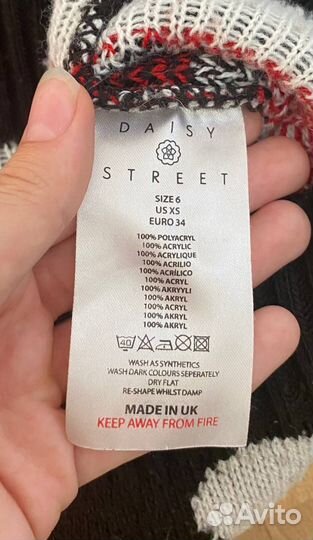 DAISY
STREET
SIZE 6
US XS
EURO 34
100% POLYACRYL
100% ACRYLIC
100% ACRYLIQUE
100% ACRILIO
100% ACRÍLICO
100% ACRYL
100% AKRYYLI
100% AKRYL
100% ACRYL
100% AKRYL
100% AKRYL
40
WASH AS SYNTHETICS
WASH DARK COLOURS SEPERATELY
DRY FLAT
RE-SHAPE WHILST DAMP
MADE IN UK
KEEP AWAY FROM FIRE
Avito